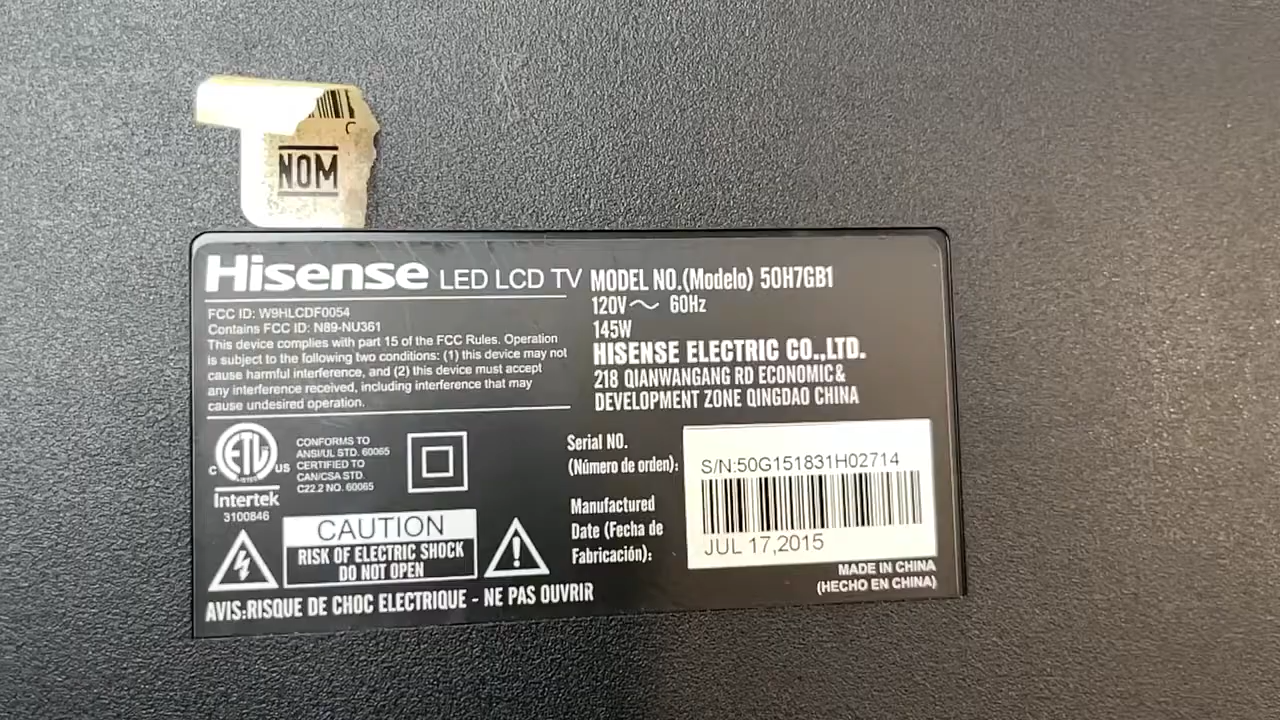 C
NOM
Hisense LED LCD TV
FCC ID: W9HLCDF0054
Contains FCC ID: N89-NU361
This device complies with part 15 of the FCC Rules. Operation
is subject to the following two conditions: (1) this device may not
cause harmful interference, and (2) this device must accept
any interference received, including interference that may
cause undesired operation.
MODEL NO.(Modelo) 50H7GB1
120V～ 60Hz
145W
HISENSE ELECTRIC CO.,LTD.
218 QIANWANGANG RD ECONOMIC&
DEVELOPMENT ZONE QINGDAO CHINA
C ETL US
LISTED
Intertek
3100846
CONFORMS TO
ANSI/UL STD. 60065
CERTIFIED TO
CAN/CSA STD.
C22.2 NO. 60065
CAUTION
RISK OF ELECTRIC SHOCK
DO NOT OPEN
AVIS:RISQUE DE CHOC ELECTRIQUE - NE PAS OUVRIR
Serial NO.
(Número de orden):
S/N:50G151831H02714
Manufactured
Date (Fecha de
Fabricación):
JUL 17,2015
MADE IN CHINA
(HECHO EN CHINA)